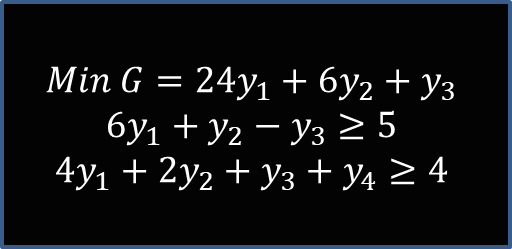 Min G = 24y₁ + 6y₂ + y₃
6y₁ + y₂ − y₃ ≥ 5
4y₁ + 2y₂ + y₃ + y₄ ≥ 4